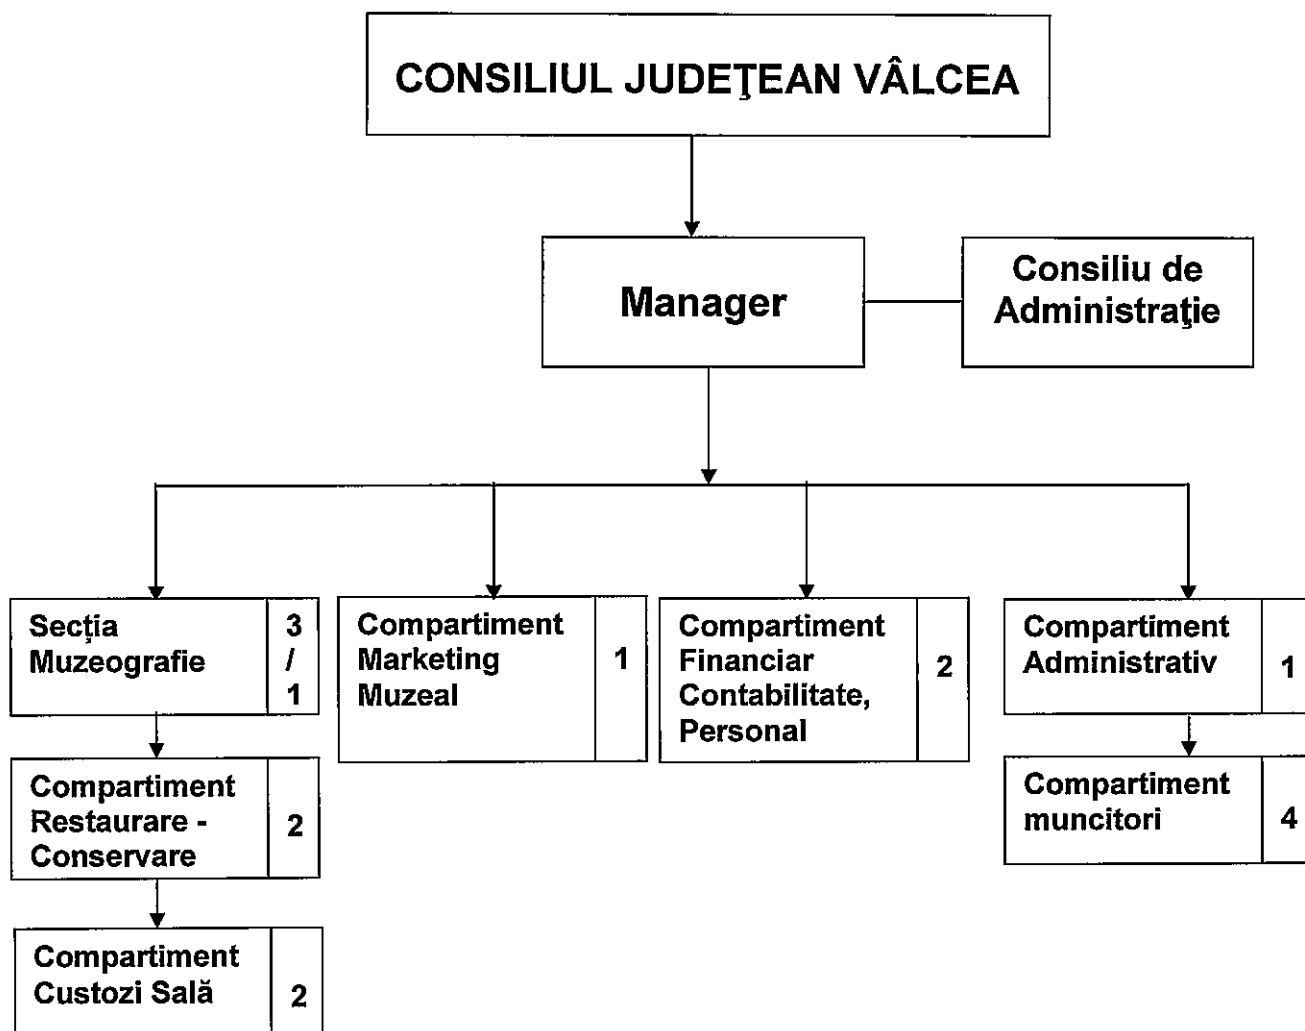 CONSILIUL JUDEŢEAN VÂLCEA
Manager
Consiliu de
Administraţie
Secţia
Muzeografie
3
/
1
Compartiment
Marketing
Muzeal
1
Compartiment
Financiar
Contabilitate,
Personal
2
Compartiment
Administrativ
1
Compartiment
Restaurare -
Conservare
2
Compartiment
muncitori
4
Compartiment
Custozi Sală
2